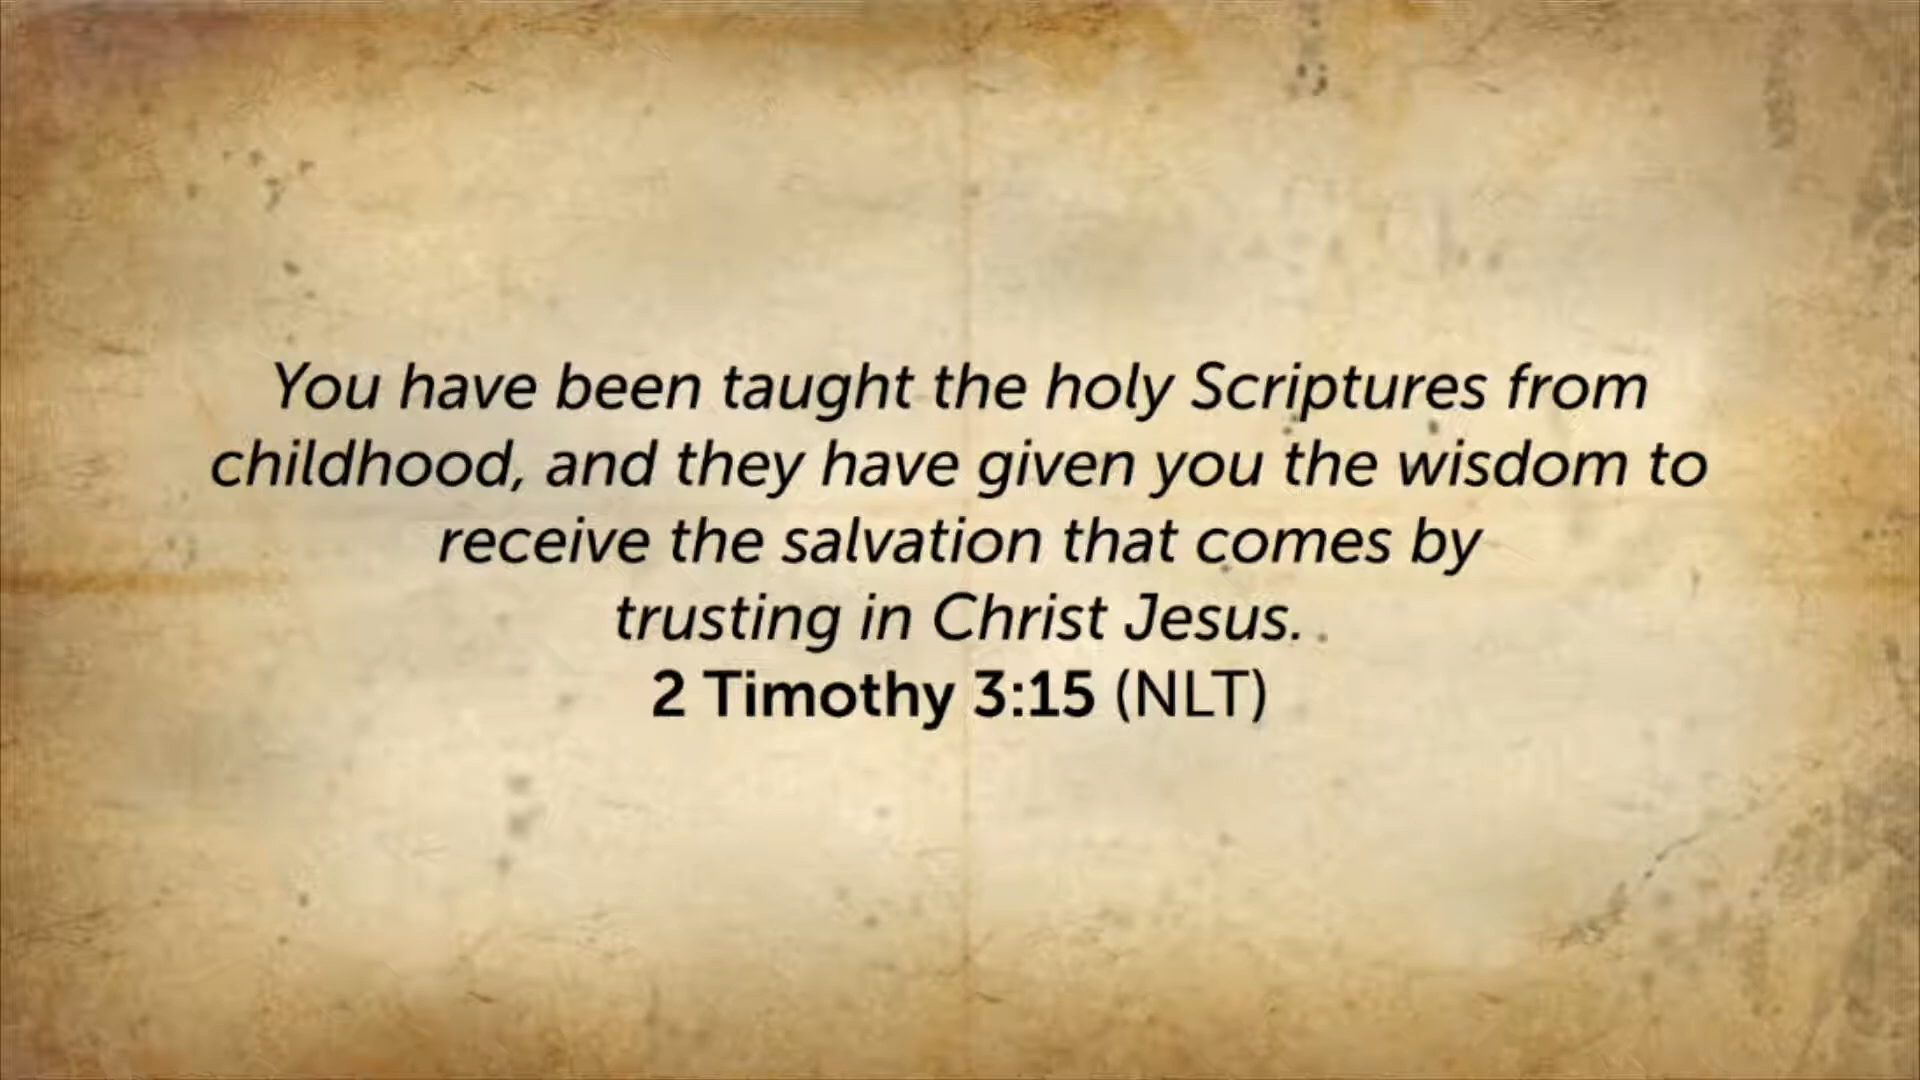 You have been taught the holy Scriptures from
childhood, and they have given you the wisdom to
receive the salvation that comes by
trusting in Christ Jesus.
2 Timothy 3:15 (NLT)